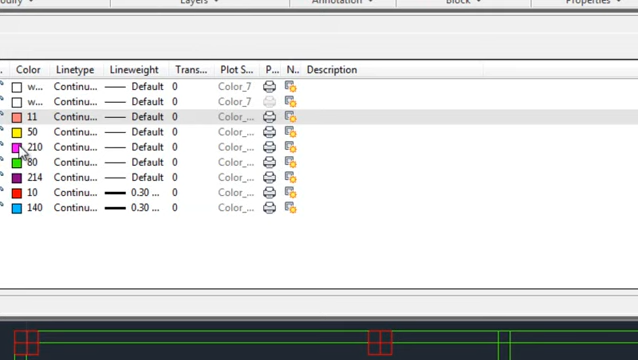 odify
Layers
Annotation
Block
Properties
. Color Linetype Lineweight Trans... Plot S... P... N.. Description
w... Continu... Default 0 Color_7
w... Continu... Default 0 Color_7
11 Continu... Default 0 Color_...
50 Continu... Default 0 Color_...
210 Continu... Default 0 Color_...
80 Continu... Default 0 Color_...
214 Continu... Default 0 Color_...
10 Continu... 0.30 ... 0 Color_...
140 Continu... 0.30 ... 0 Color_...